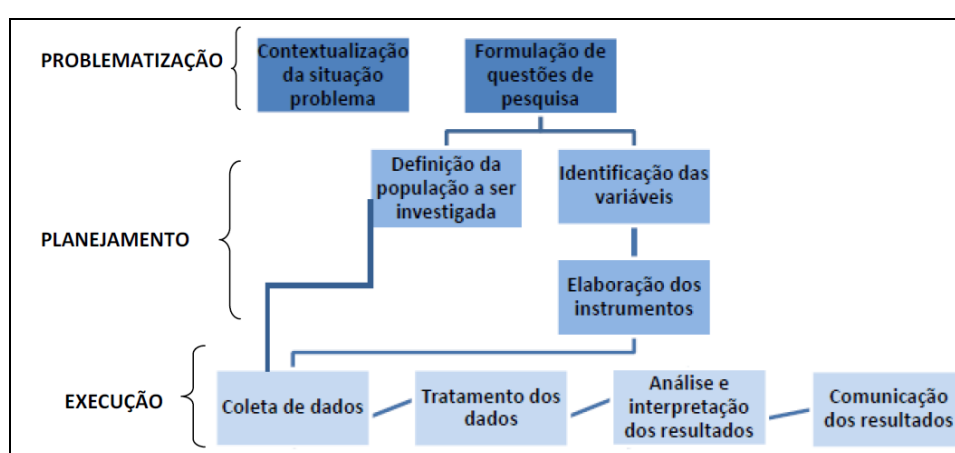 PROBLEMATIZAÇÃO
Contextualização
da situação
problema
Formulação de
questões de
pesquisa
PLANEJAMENTO
Definição da
população a ser
investigada
Identificação das
variáveis
Elaboração dos
instrumentos
EXECUÇÃO
Coleta de dados
Tratamento dos
dados
Análise e
interpretação
dos resultados
Comunicação
dos resultados